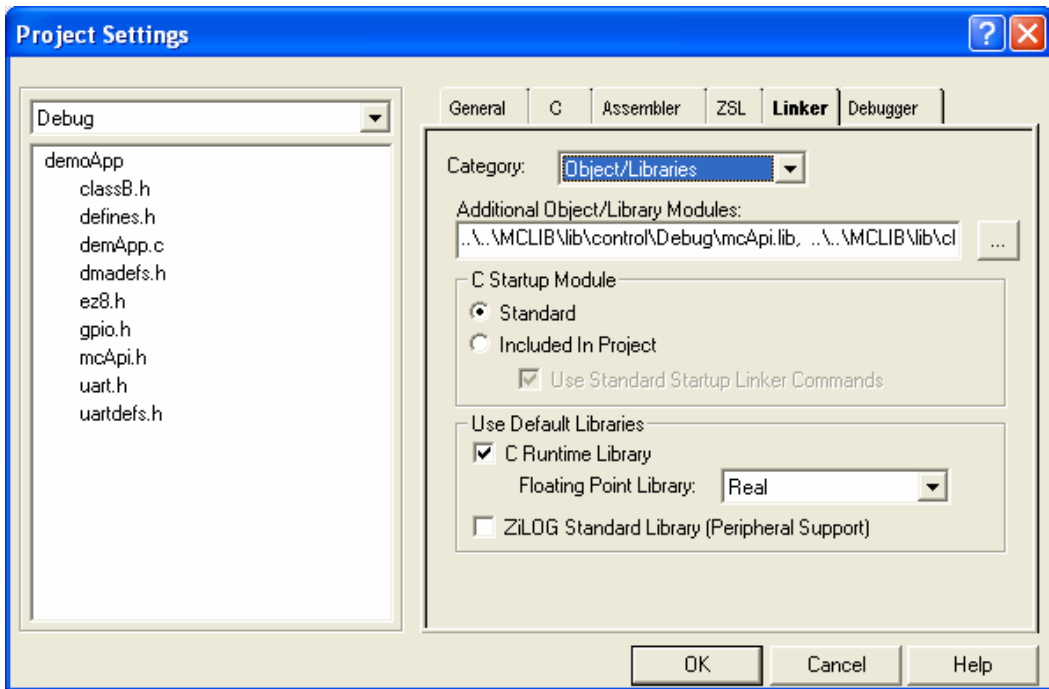 Project Settings
Debug
demoApp
classB.h
defines.h
demApp.c
dmadefs.h
ez8.h
gpio.h
mcApi.h
uart.h
uartdefs.h
General C Assembler ZSL Linker Debugger
Category: Object/Libraries
Additional Object/Library Modules:
..\..\MCLIB\lib\control\Debug\mcApi.lib, ..\..\MCLIB\lib\cl
...
C Startup Module
Standard
Included In Project
Use Standard Startup Linker Commands
Use Default Libraries
C Runtime Library
Floating Point Library: Real
ZiLOG Standard Library (Peripheral Support)
OK Cancel Help